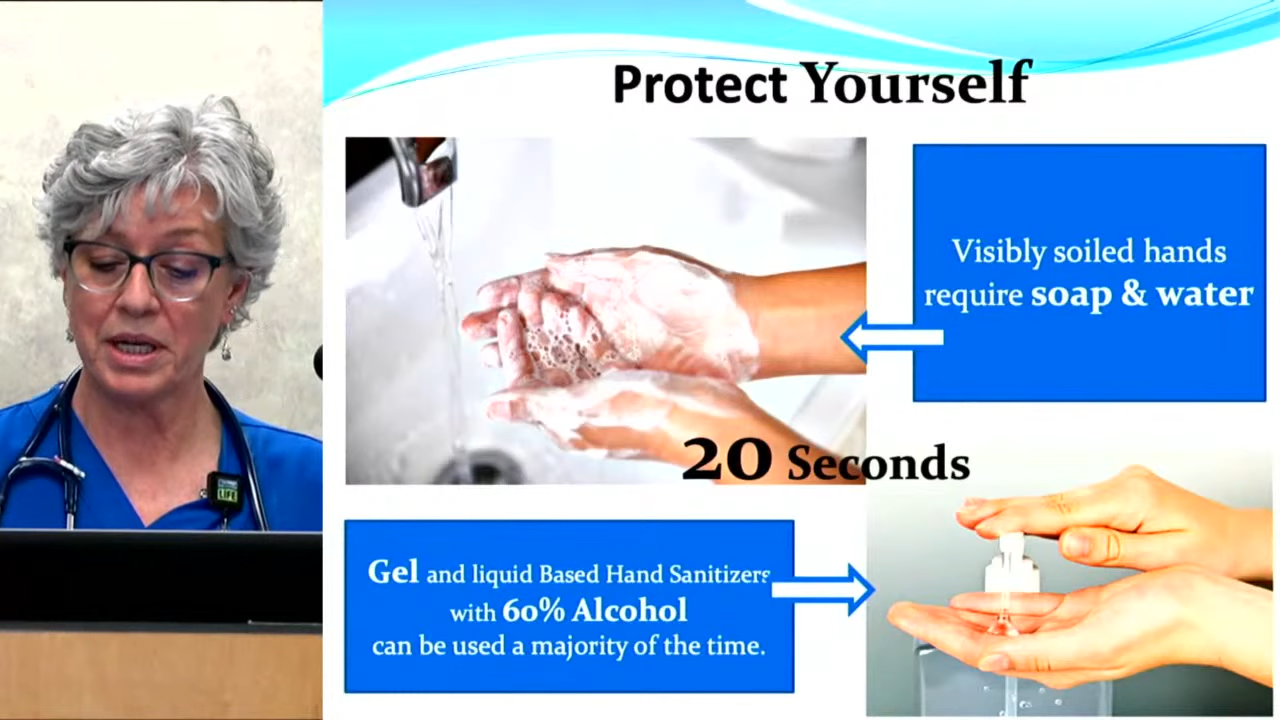 Protect Yourself
Visibly soiled hands
require soap & water
20 Seconds
Gel and liquid Based Hand Sanitizers
with 60% Alcohol
can be used a majority of the time.
LIFE